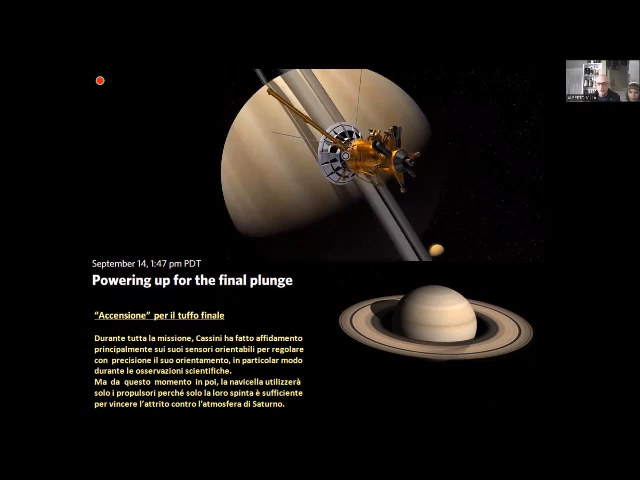 September 14, 1:47 pm PDT
Powering up for the final plunge
“Accensione” per il tuffo finale
Durante tutta la missione, Cassini ha fatto affidamento
principalmente sui suoi sensori orientabili per regolare
con precisione il suo orientamento, in particolar modo
durante le osservazioni scientifiche.
Ma da questo momento in poi, la navicella utilizzerà
solo i propulsori perché solo la loro spinta è sufficiente
per vincere l'attrito contro l'atmosfera di Saturno.